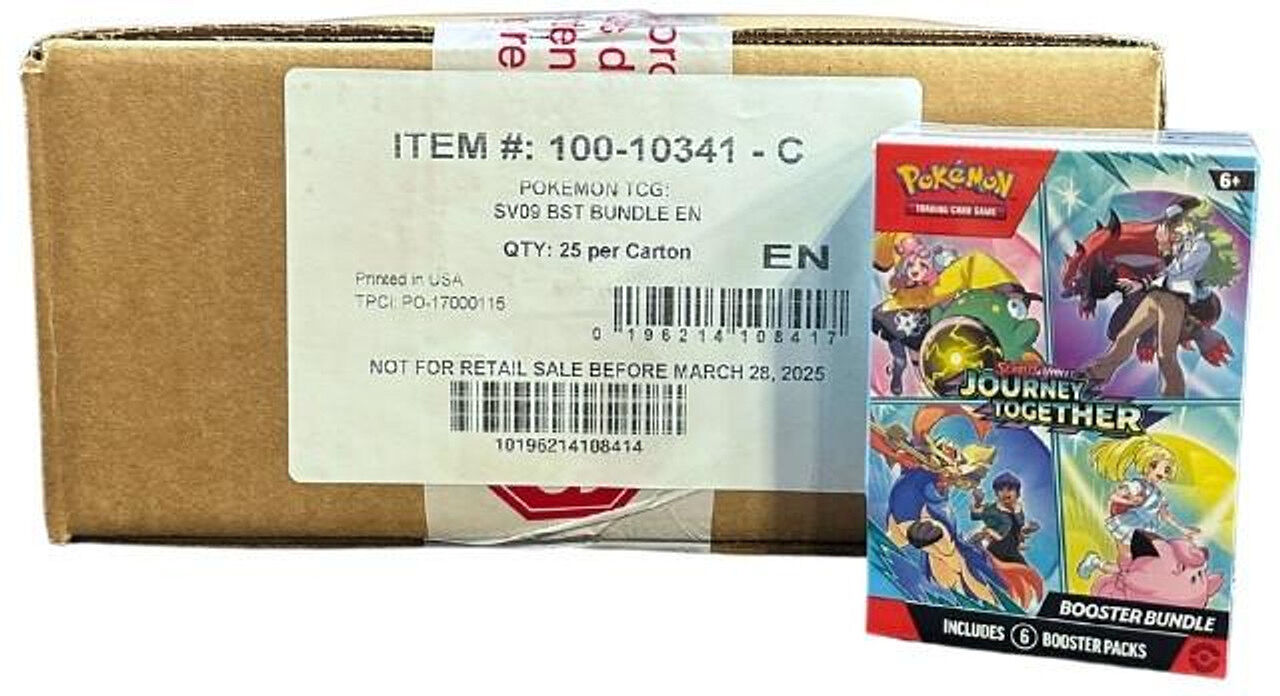 ITEM #: 100-10341 - C
POKEMON TCG:
SV09 BST BUNDLE EN
QTY: 25 per Carton
EN
Printed in USA
TPCI PO-17000115
0 196214 108417
NOT FOR RETAIL SALE BEFORE MARCH 28, 2025
10196214108414
POKÉMON
TRADING CARD GAME
6+
JOURNEY
TOGETHER
BOOSTER BUNDLE
INCLUDES 6 BOOSTER PACKS